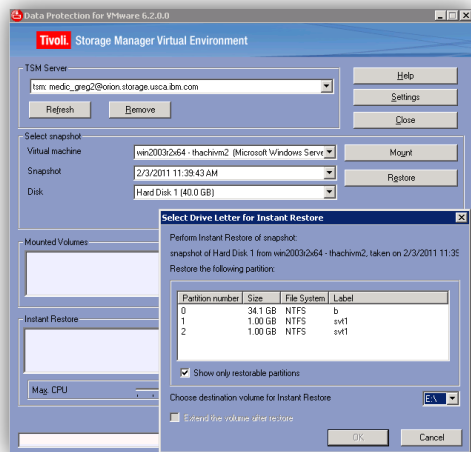 Data Protection for VMware 6.2.0.0
Tivoli. Storage Manager Virtual Environment
TSM Server
tsm: medic_greg2@orion.storage.usca.ibm.com
Help
Refresh
Remove
Settings
Close
Select snapshot
Virtual machine
win2003r2x64 - thachivm2 (Microsoft Windows Serve
Mount
Snapshot
2/3/2011 11:39:43 AM
Restore
Disk
Hard Disk 1 (40.0 GB)
Select Drive Letter for Instant Restore
Perform Instant Restore of snapshot:
snapshot of Hard Disk 1 from win2003r2x64 - thachivm2, taken on 2/3/2011 11:39
Mounted Volumes
Restore the following partition:
Partition number Size File System Label
0 34.1 GB NTFS b
1 1.00 GB NTFS svt1
2 1.00 GB NTFS svt1
Instant Restore
Show only restorable partitions
Max. CPU
Choose destination volume for Instant Restore
E:\
Extend the volume after restore
OK
Cancel